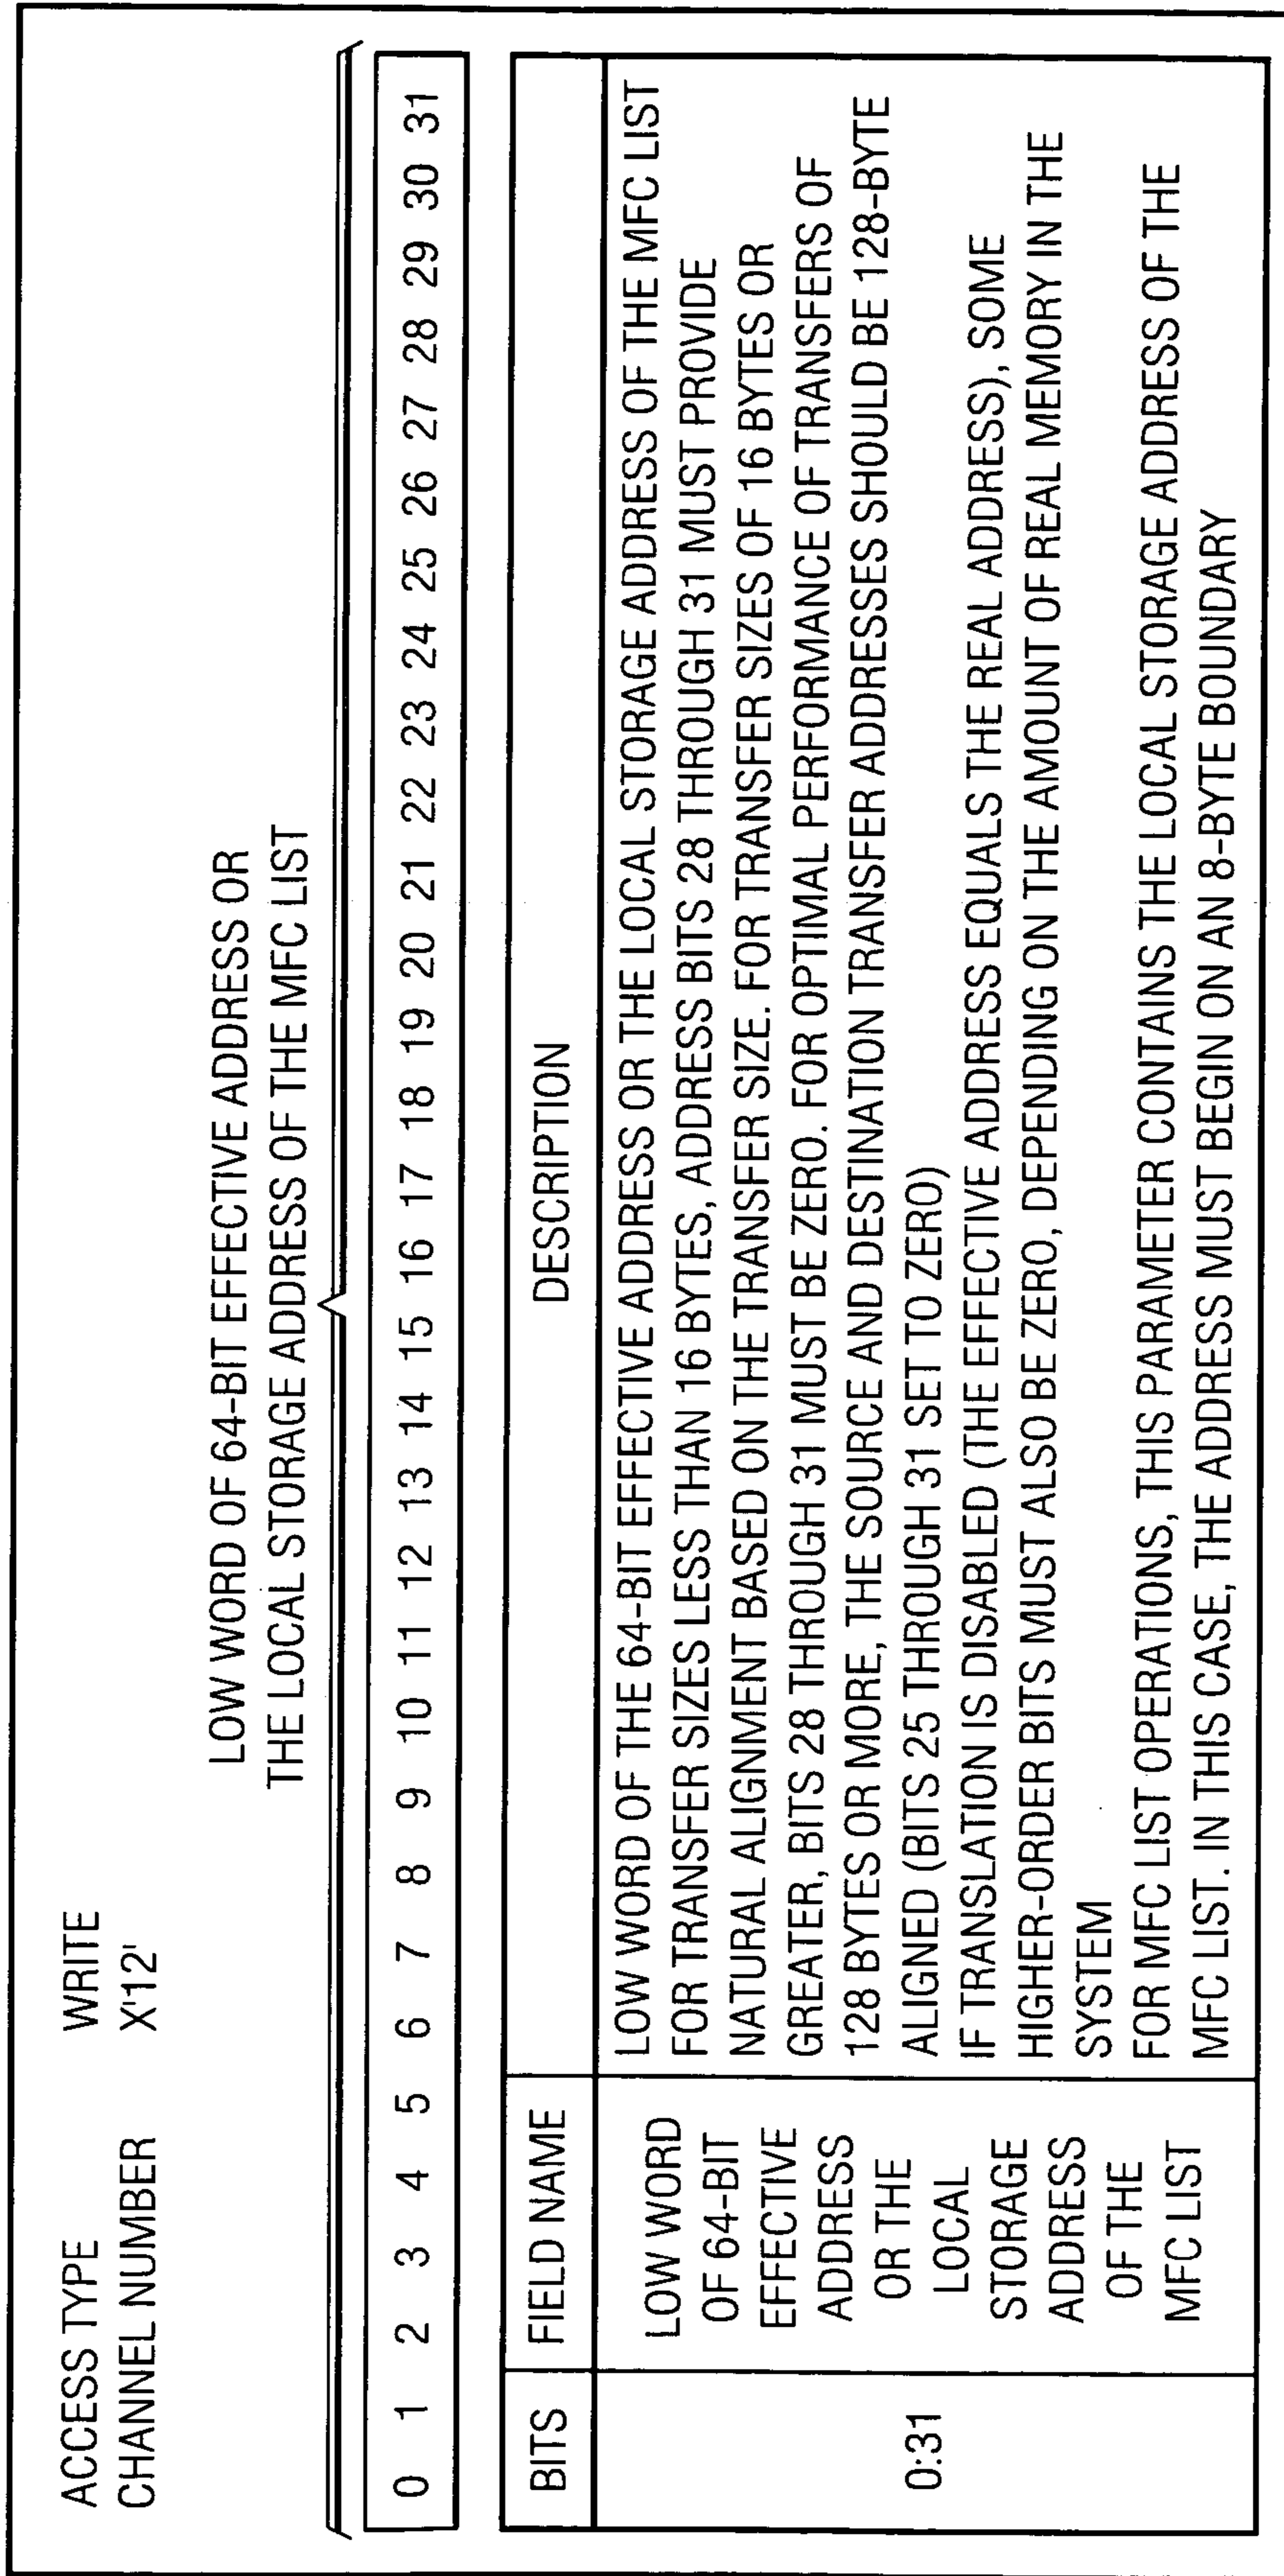 ACCESS TYPE WRITE
CHANNEL NUMBER X'12'
LOW WORD OF 64-BIT EFFECTIVE ADDRESS OR
THE LOCAL STORAGE ADDRESS OF THE MFC LIST
0 1 2 3 4 5 6 7 8 9 10 11 12 13 14 15 16 17 18 19 20 21 22 23 24 25 26 27 28 29 30 31
BITS FIELD NAME DESCRIPTION
0:31
LOW WORD
OF 64-BIT
EFFECTIVE
ADDRESS
OR THE
LOCAL
STORAGE
ADDRESS
OF THE
MFC LIST
LOW WORD OF THE 64-BIT EFFECTIVE ADDRESS OR THE LOCAL STORAGE ADDRESS OF THE MFC LIST
FOR TRANSFER SIZES LESS THAN 16 BYTES, ADDRESS BITS 28 THROUGH 31 MUST PROVIDE
NATURAL ALIGNMENT BASED ON THE TRANSFER SIZE. FOR TRANSFER SIZES OF 16 BYTES OR
GREATER, BITS 28 THROUGH 31 MUST BE ZERO. FOR OPTIMAL PERFORMANCE OF TRANSFERS OF
128 BYTES OR MORE, THE SOURCE AND DESTINATION TRANSFER ADDRESSES SHOULD BE 128-BYTE
ALIGNED (BITS 25 THROUGH 31 SET TO ZERO)
IF TRANSLATION IS DISABLED (THE EFFECTIVE ADDRESS EQUALS THE REAL ADDRESS), SOME
HIGHER-ORDER BITS MUST ALSO BE ZERO, DEPENDING ON THE AMOUNT OF REAL MEMORY IN THE
SYSTEM
FOR MFC LIST OPERATIONS, THIS PARAMETER CONTAINS THE LOCAL STORAGE ADDRESS OF THE
MFC LIST. IN THIS CASE, THE ADDRESS MUST BEGIN ON AN 8-BYTE BOUNDARY